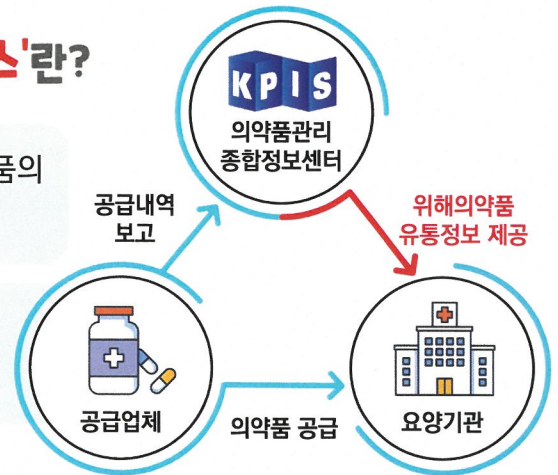 스'란?
품의
KPIS
의약품관리
종합정보센터
공급내역
보고
위해의약품
유통정보 제공
공급업체
의약품 공급
요양기관